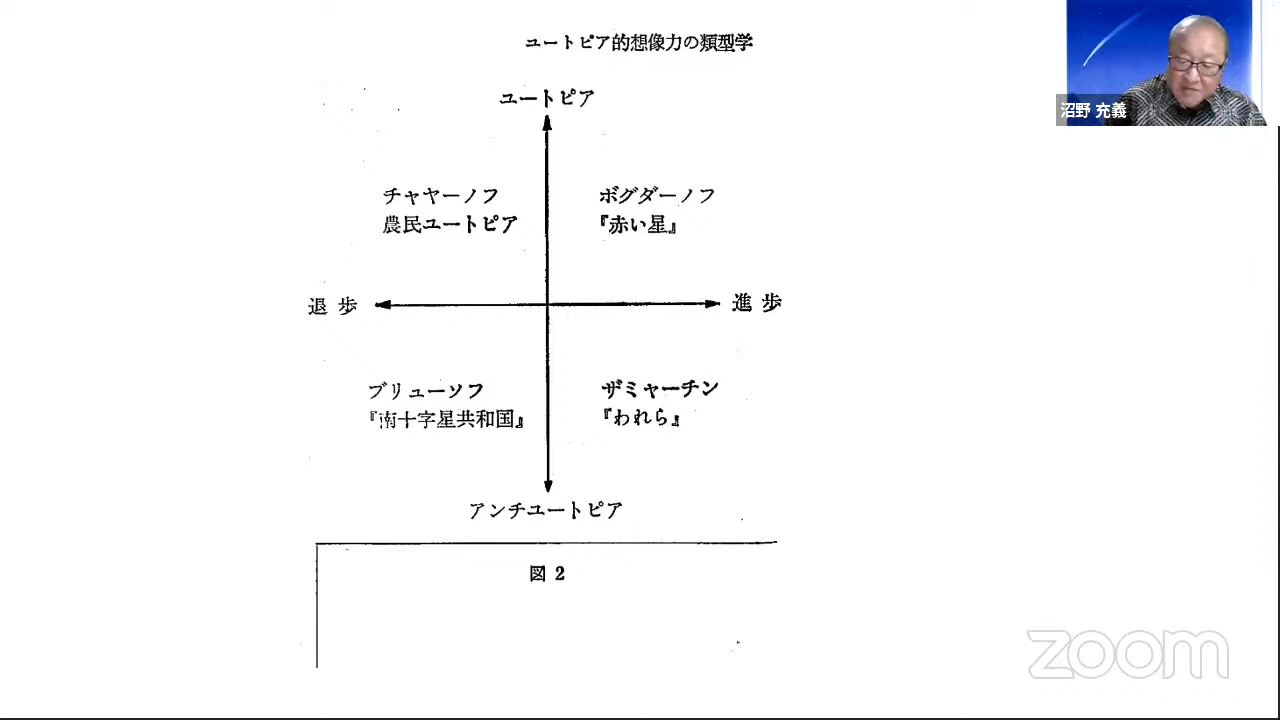 ユートピア的想像力の類型学
沼野 充義
ユートピア
チャヤーノフ
農民ユートピア
ボグダーノフ
『赤い星』
退歩
進歩
ブリューソフ
『南十字星共和国』
ザミャーチン
『われら』
アンチユートピア
図 2
zoom